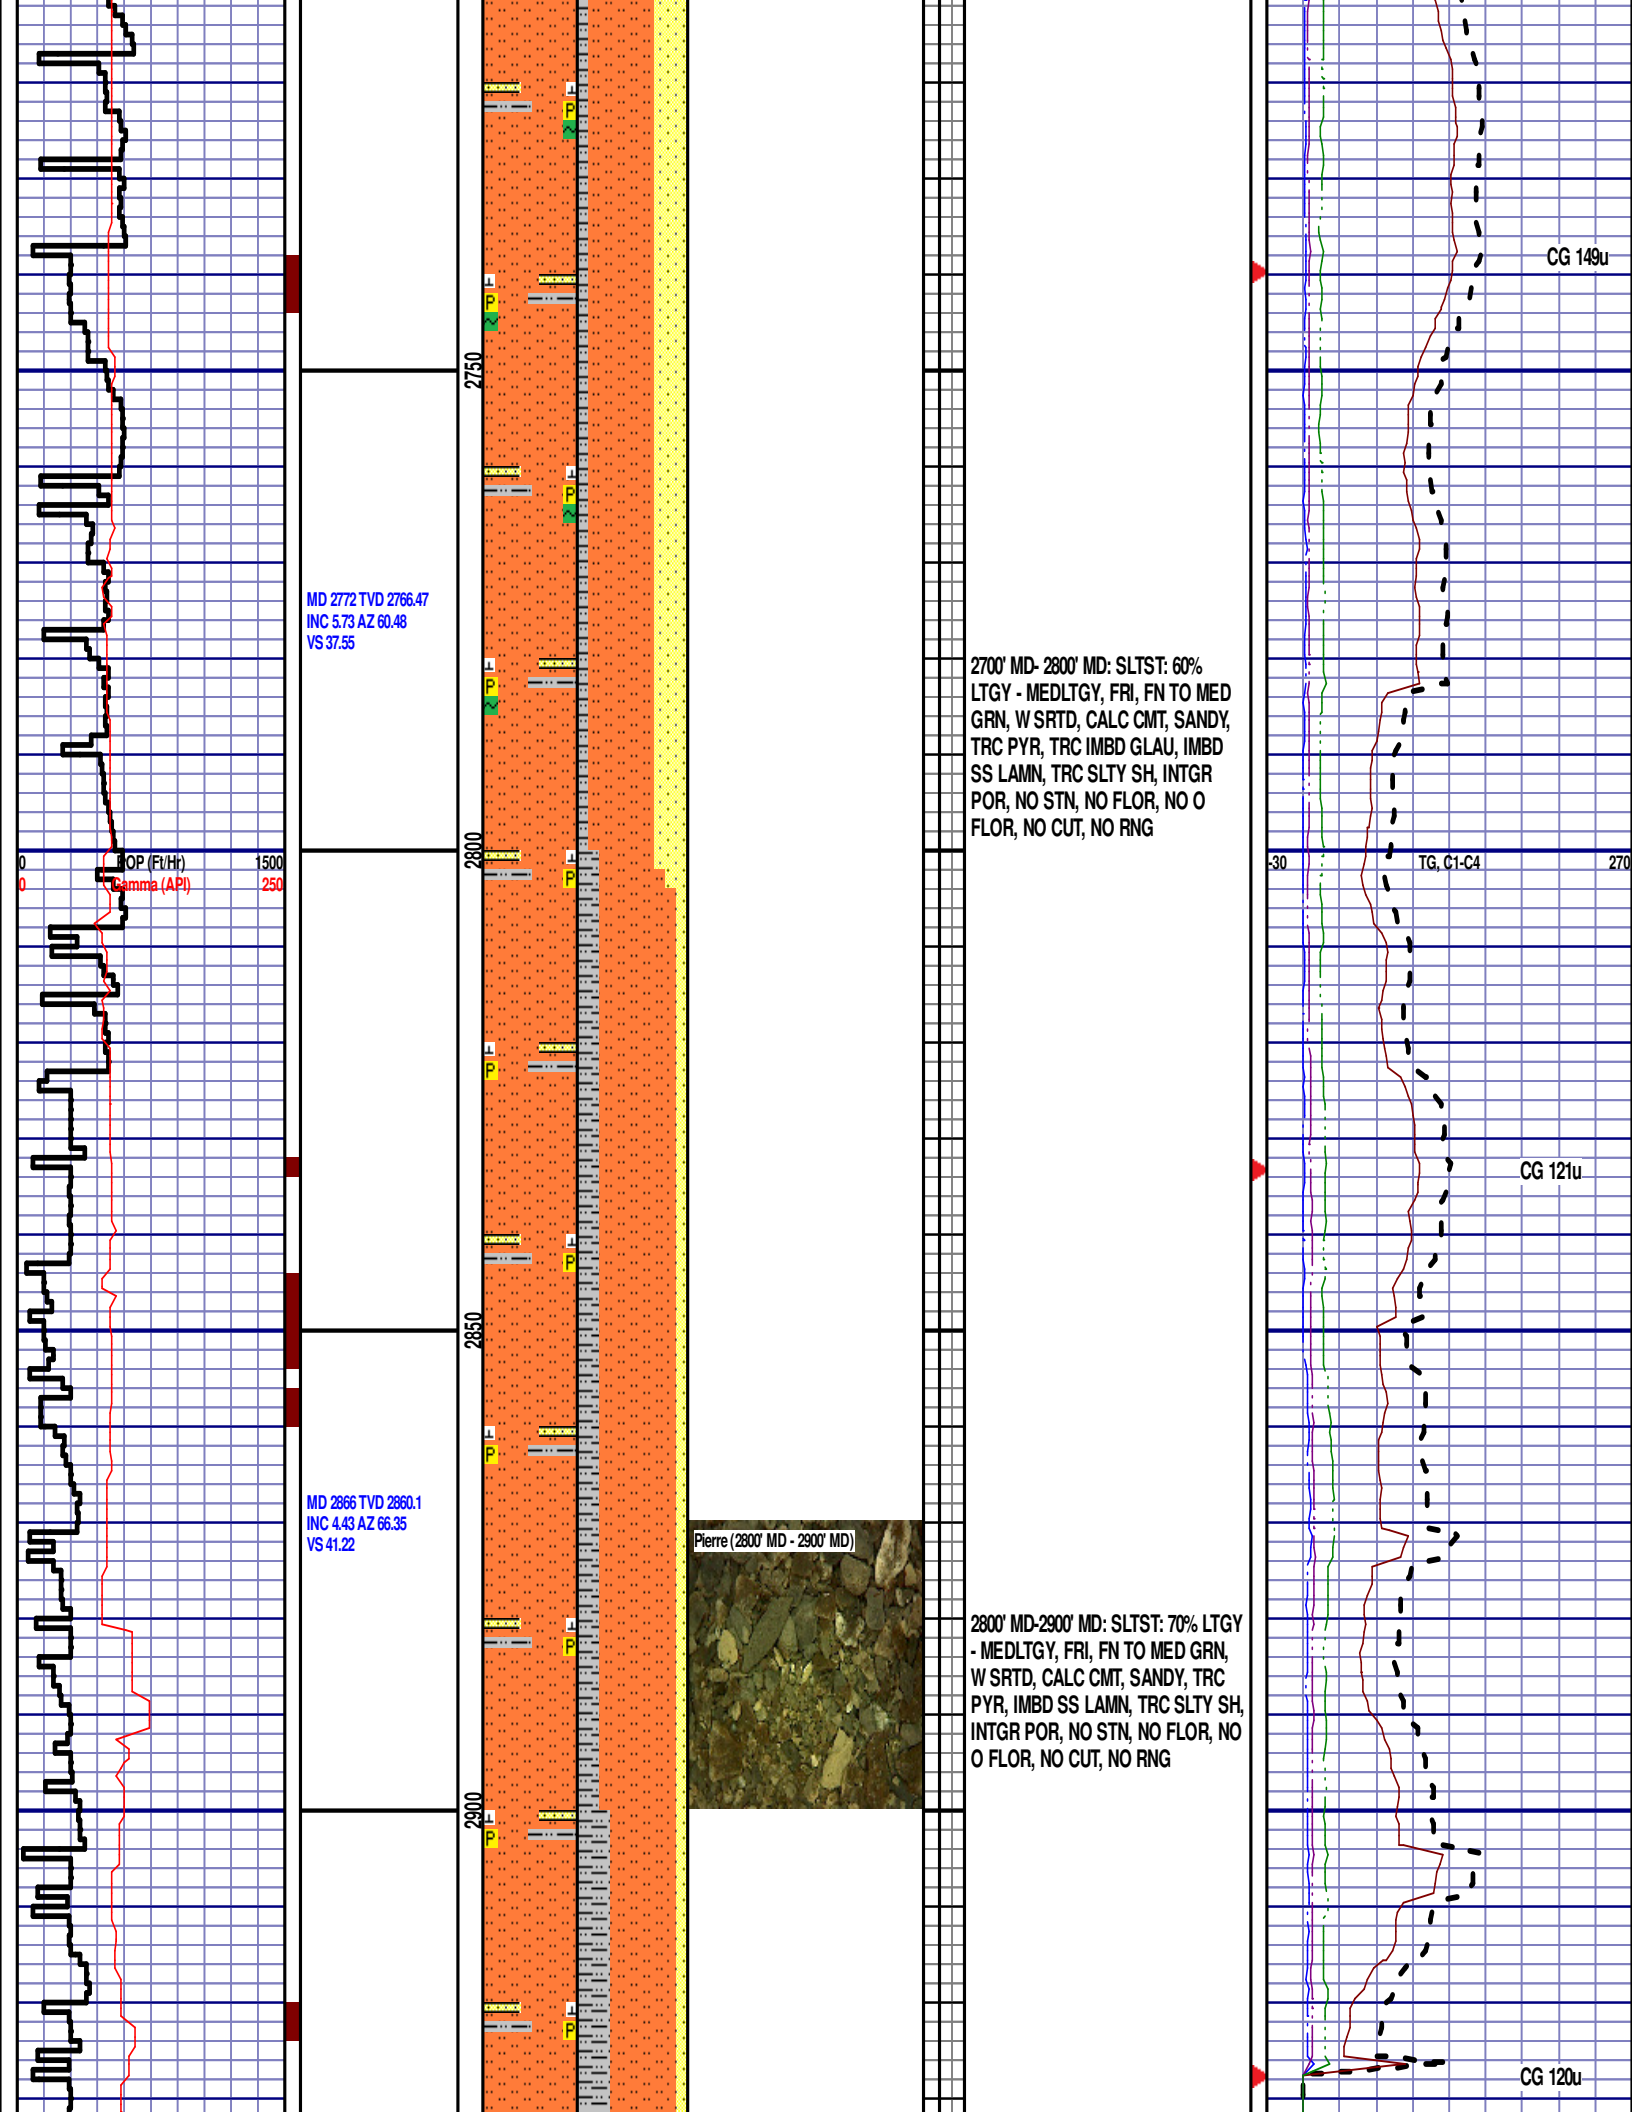 CG 149u
2750
MD 2772 TVD 2766.47
INC 5.73 AZ 60.48
VS 37.55
2700' MD- 2800' MD: SLTST: 60%
LTGY - MEDLTGY, FRI, FN TO MED
GRN, W SRTD, CALC CMT, SANDY,
TRC PYR, TRC IMBD GLAU, IMBD
SS LAMN, TRC SLTY SH, INTGR
POR, NO STN, NO FLOR, NO O
FLOR, NO CUT, NO RNG
2800
0 ROP (Ft/Hr) 1500
0 Gamma (API) 250
-30 TG, C1-C4 270
CG 121u
2850
MD 2866 TVD 2860.1
INC 4.43 AZ 66.35
VS 41.22
Pierre (2800' MD - 2900' MD)
2800' MD-2900' MD: SLTST: 70% LTGY
- MEDLTGY, FRI, FN TO MED GRN,
W SRTD, CALC CMT, SANDY, TRC
PYR, IMBD SS LAMN, TRC SLTY SH,
INTGR POR, NO STN, NO FLOR, NO
O FLOR, NO CUT, NO RNG
2900
CG 120u
P
P
P
P
P
P
P
P
P
P
P